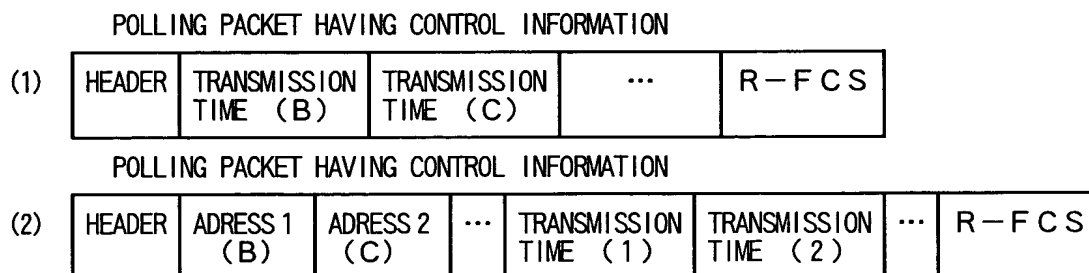 POLLING PACKET HAVING CONTROL INFORMATION
(1) HEADER TRANSMISSION TRANSMISSION ... R-FCS
TIME (B) TIME (C)
POLLING PACKET HAVING CONTROL INFORMATION
(2) HEADER ADRESS 1 ADRESS 2 ... TRANSMISSION TRANSMISSION ... R-FCS
(B) (C) TIME (1) TIME (2)